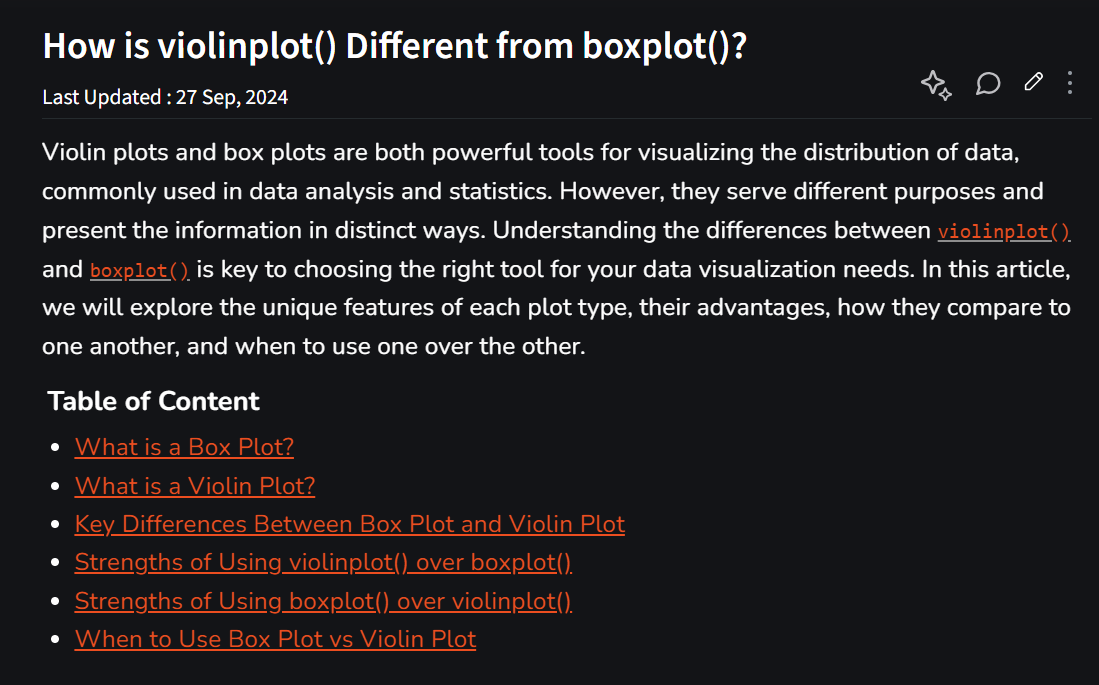 How is violinplot() Different from boxplot()?
Last Updated : 27 Sep, 2024
Violin plots and box plots are both powerful tools for visualizing the distribution of data,
commonly used in data analysis and statistics. However, they serve different purposes and
present the information in distinct ways. Understanding the differences between violinplot()
and boxplot() is key to choosing the right tool for your data visualization needs. In this article,
we will explore the unique features of each plot type, their advantages, how they compare to
one another, and when to use one over the other.
Table of Content
What is a Box Plot?
What is a Violin Plot?
Key Differences Between Box Plot and Violin Plot
Strengths of Using violinplot() over boxplot()
Strengths of Using boxplot() over violinplot()
When to Use Box Plot vs Violin Plot